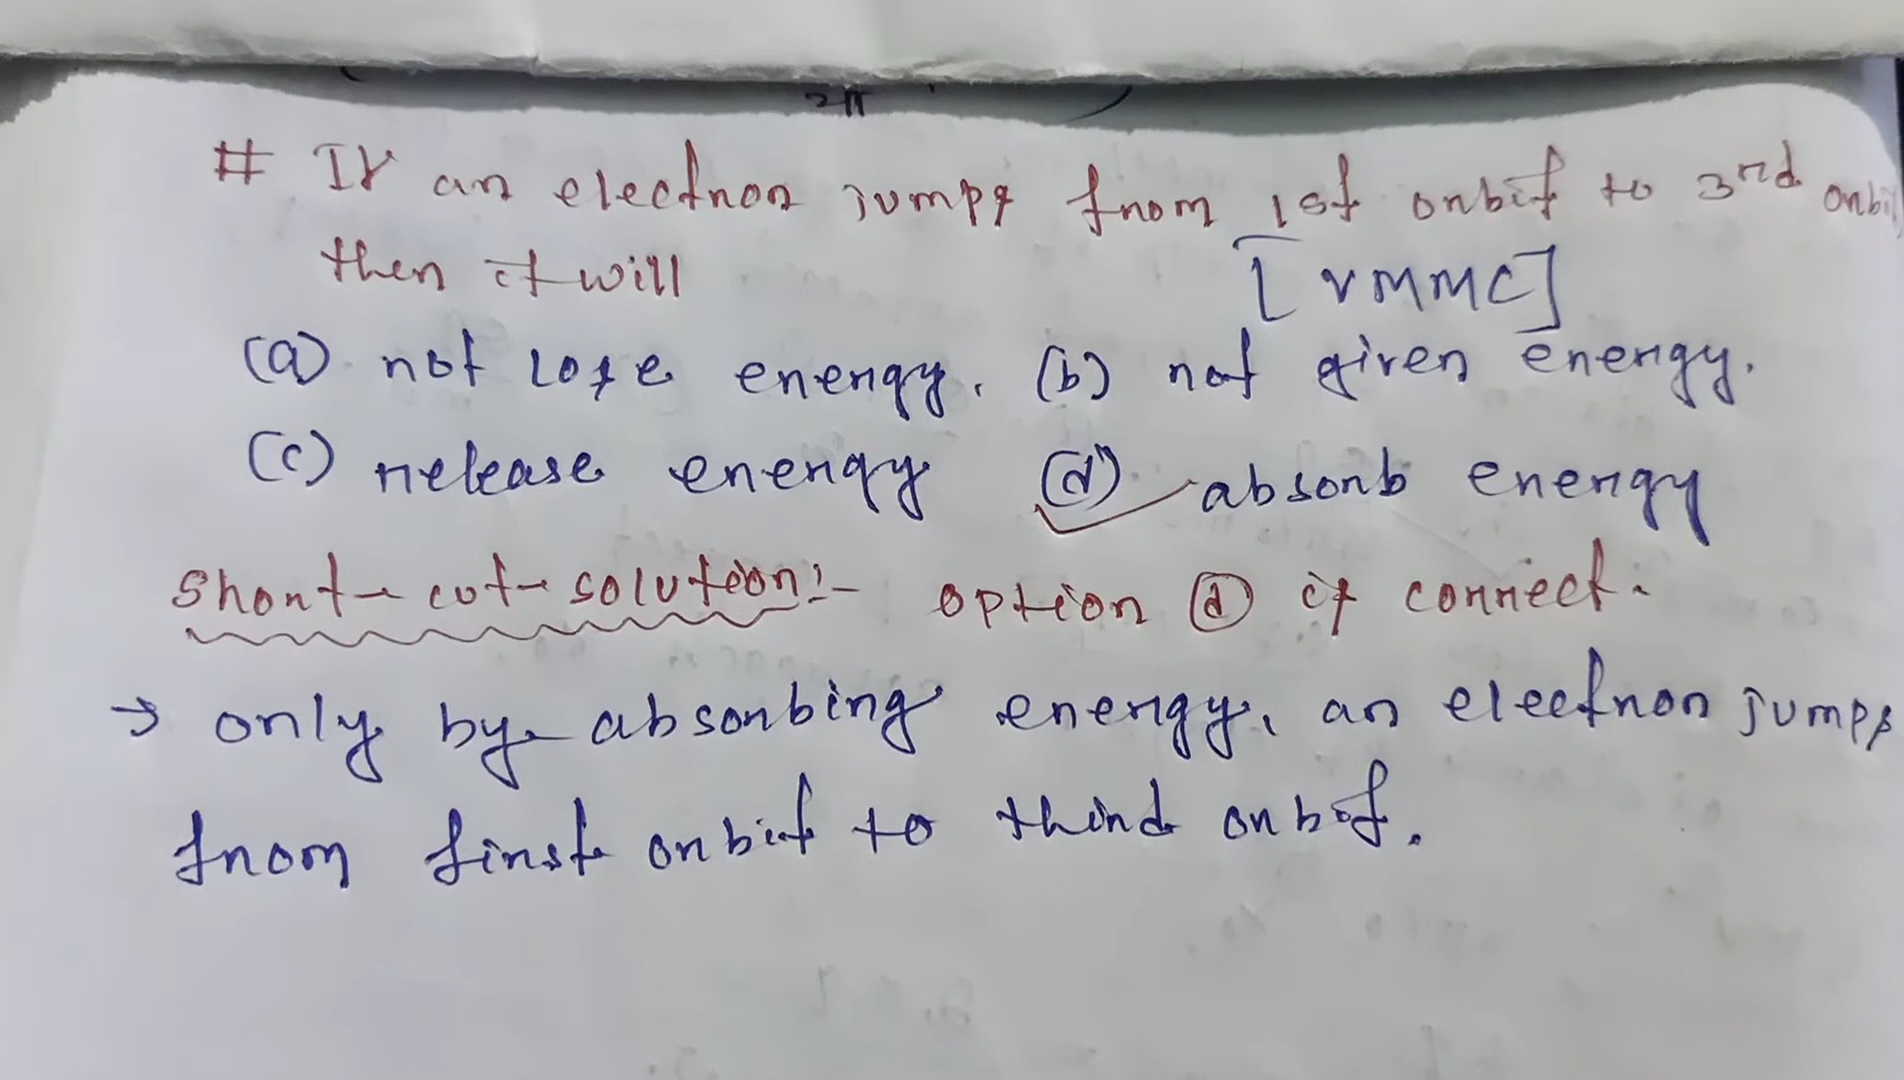 2π
# If an electron jumps from 1st orbit to 3rd orbit
then it will [VMMC]
(a) not lose energy. (b) not given energy.
(c) release energy (d) absorb energy
Short-cut-solution:- option (d) is correct.
→ only by absorbing energy, an electron jumps
from first orbit to third orbit.